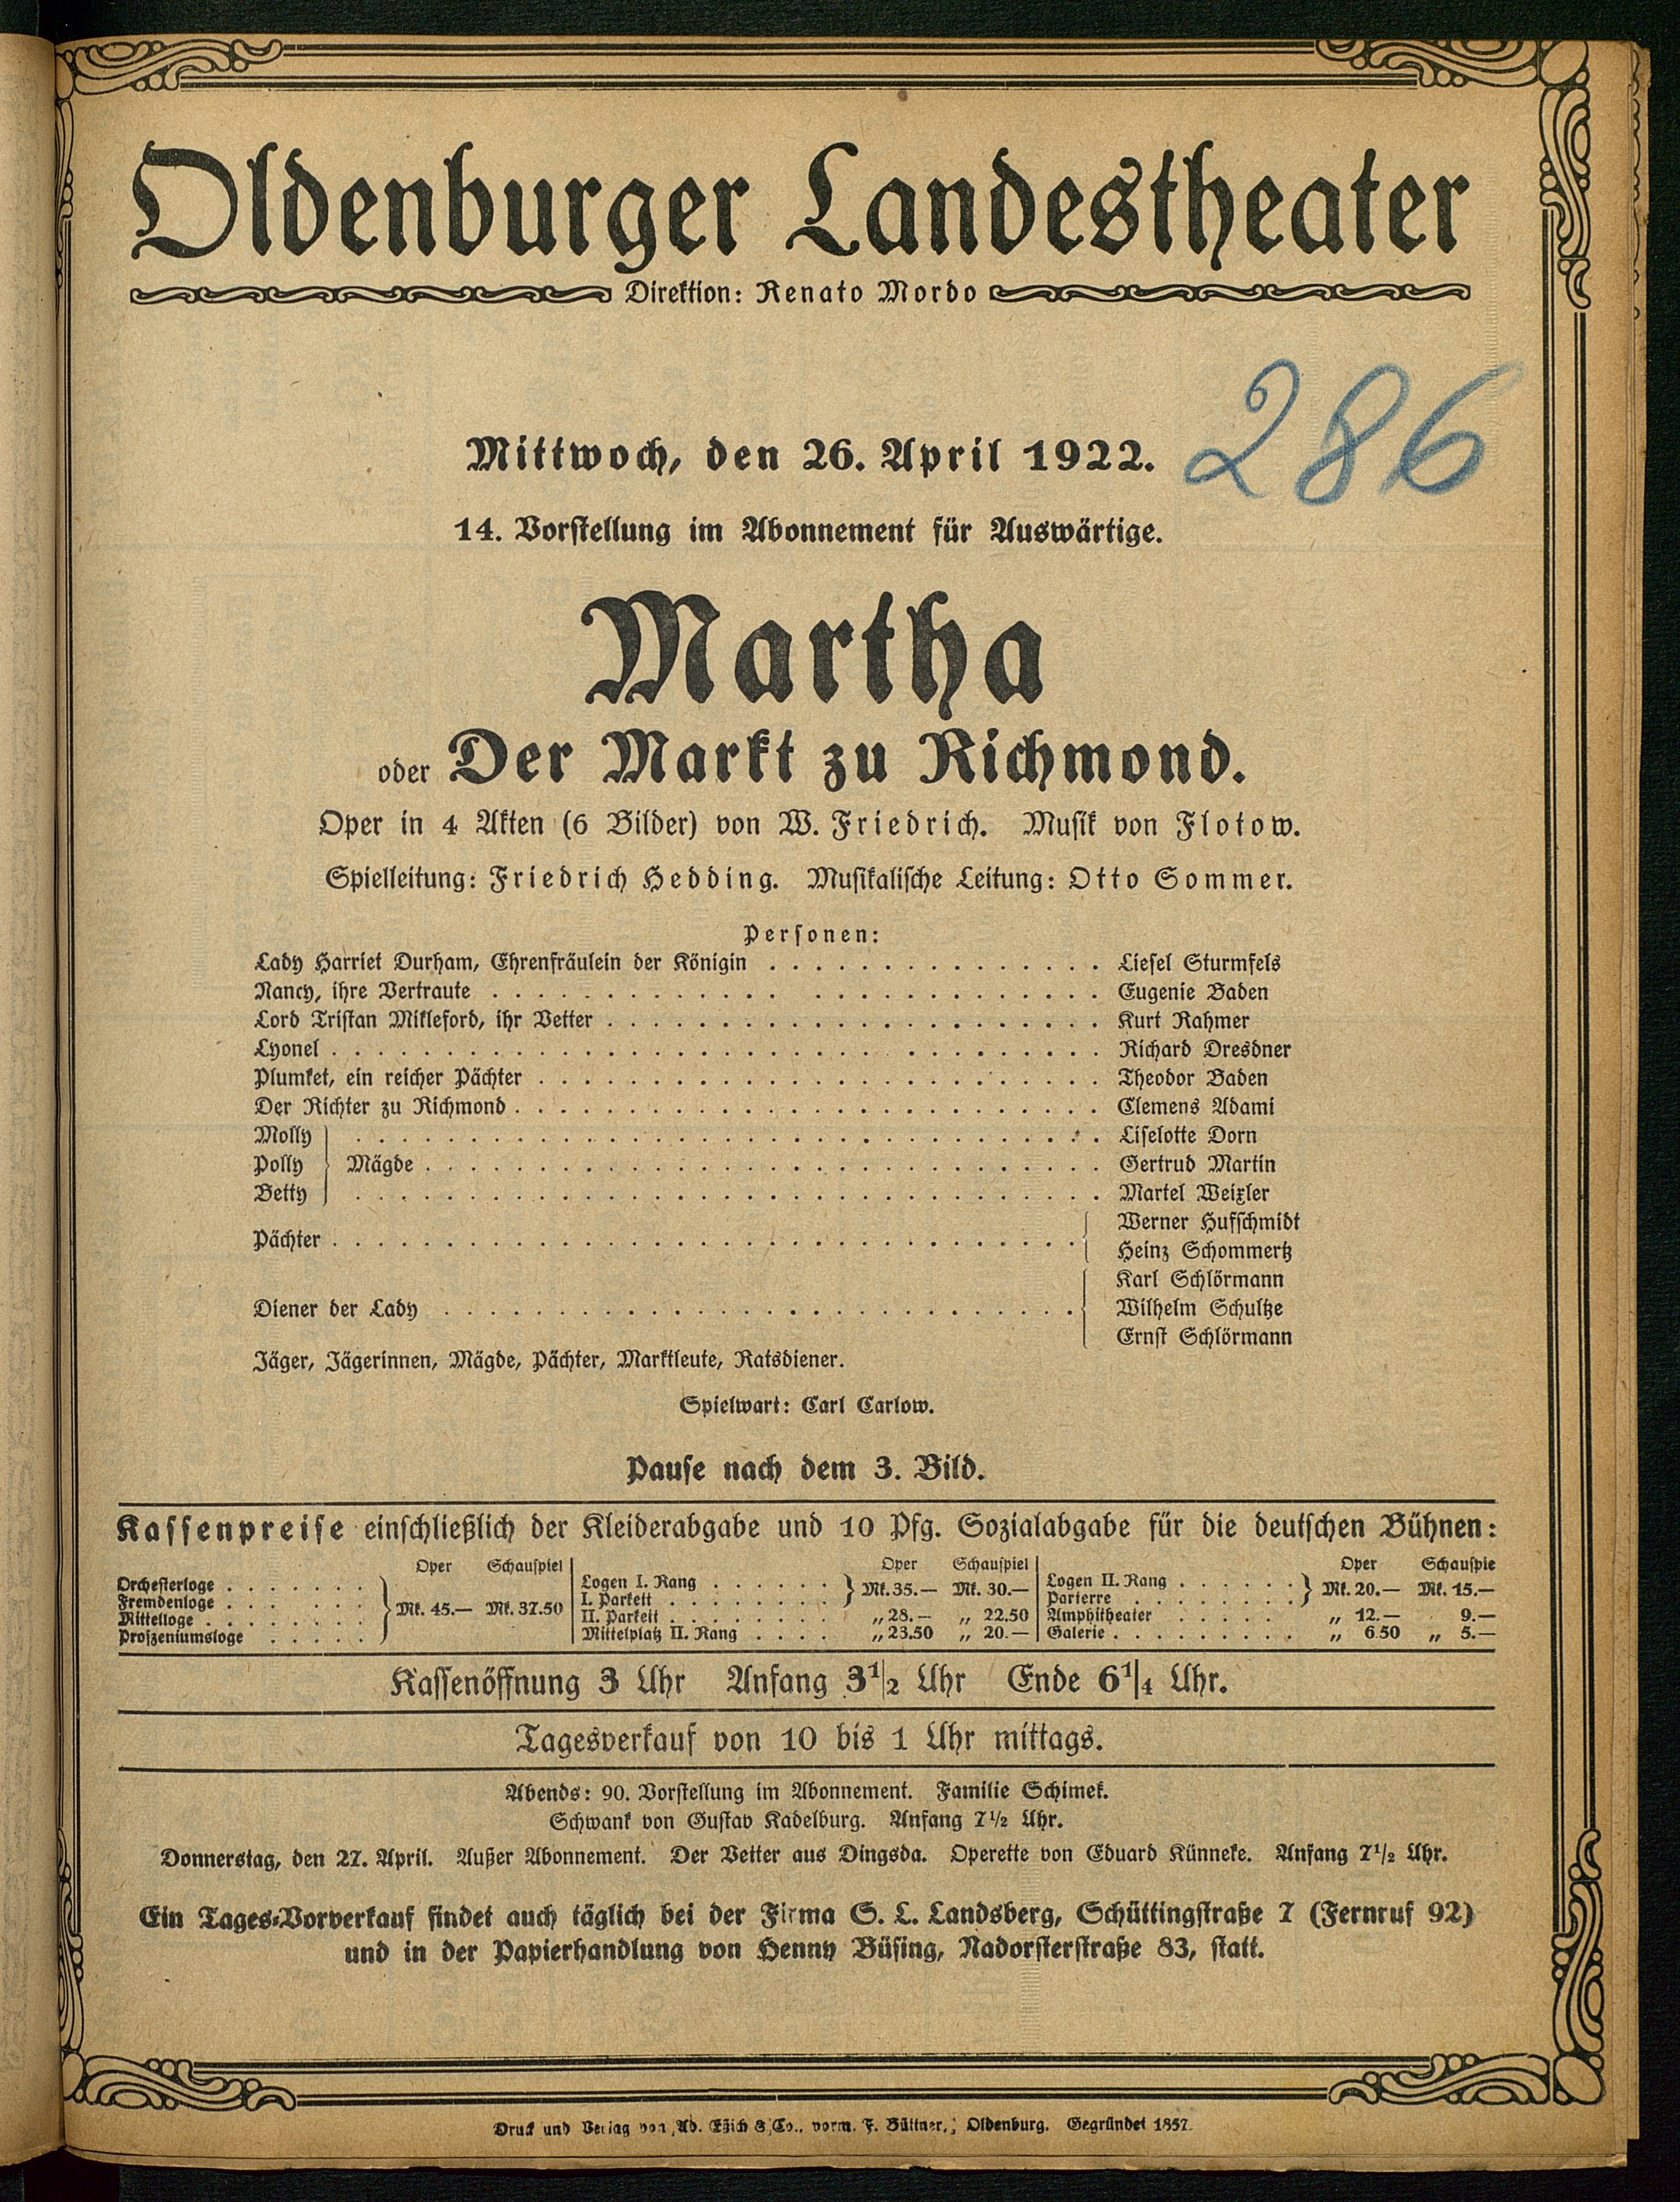 Oldenburger Landestheater
Direktion: Renato Mordo
286
Mittwoch, den 26. April 1922.
14. Vorstellung im Abonnement für Auswärtige.
Martha
oder Der Markt zu Richmond.
Oper in 4 Akten (6 Bilder) von W. Friedrich. Musik von Flotow.
Spielleitung: Friedrich Hedding. Musikalische Leitung: Otto Sommer.
Personen:
Lady Harriet Durham, Ehrenfräulein der Königin . . . . . . . . . . . . . . . Liesel Sturmfels
Nancy, ihre Vertraute . . . . . . . . . . . . . . . Eugenie Baden
Lord Tristan Mikleford, ihr Vetter . . . . . . . . . . . . . . . Kurt Rahmer
Lyonel . . . . . . . . . . . . . . . Richard Dresdner
Plumket, ein reicher Pächter . . . . . . . . . . . . . . . Theodor Baden
Der Richter zu Richmond . . . . . . . . . . . . . . . Clemens Adami
Molly . . . . . . . . . . . . . . . Liselotte Dorn
Polly } Mägde . . . . . . . . . . . . . . . Gertrud Martin
Betty . . . . . . . . . . . . . . . Martel Weixler
Pächter . . . . . . . . . . . . . . . { Werner Hufschmidt
Heinz Schommertz
Karl Schlörmann
Diener der Lady . . . . . . . . . . . . . . . { Wilhelm Schultze
Ernst Schlörmann
Jäger, Jägerinnen, Mägde, Pächter, Marktleute, Ratsdiener.
Spielwart: Carl Carlow.
Pause nach dem 3. Bild.
Kassenpreise einschließlich der Kleiderabgabe und 10 Pfg. Sozialabgabe für die deutschen Bühnen:
Oper Schauspiel
Orchesterloge . . . . . . .
Fremdenloge . . . . . . .
Mittelloge . . . . . . . .
Proszeniumsloge . . . . . } Mk. 45.— Mk. 37.50
Oper Schauspiel
Logen I. Rang . . . . . .
I. Parkett . . . . . . . . } Mk. 35.— Mk. 30.—
II. Parkett . . . . . . . . „ 28.— „ 22.50
Mittelplatz II. Rang . . . . „ 23.50 „ 20.—
Oper Schauspie
Logen II. Rang . . . . . .
Parterre . . . . . . . . } Mk. 20.— Mk. 15.—
Amphitheater . . . . . „ 12.— 9.—
Galerie . . . . . . . . . „ 6.50 „ 5.—
Kassenöffnung 3 Uhr Anfang 3 1/2 Uhr Ende 6 1/4 Uhr.
Tagesverkauf von 10 bis 1 Uhr mittags.
Abends: 90. Vorstellung im Abonnement. Familie Schimek.
Schwank von Gustav Kadelburg. Anfang 7 1/2 Uhr.
Donnerstag, den 27. April. Außer Abonnement. Der Vetter aus Dingsda. Operette von Eduard Künneke. Anfang 7 1/2 Uhr.
Ein Tages-Vorverkauf findet auch täglich bei der Firma S. L. Landsberg, Schüttingstraße 7 (Fernruf 92)
und in der Papierhandlung von Henny Büsing, Nadorsterstraße 83, statt.
Druck und Verlag von Ad. & Co., vorm. F. Büttner, Oldenburg. Gegründet 1857.